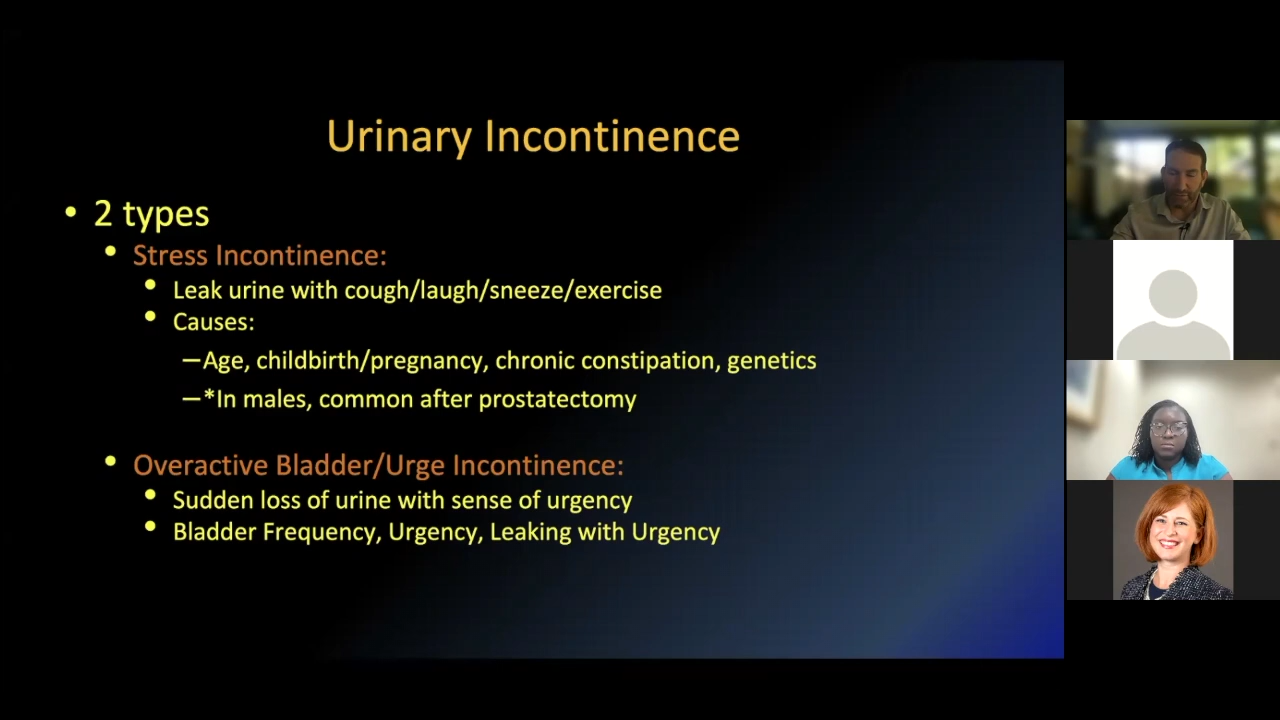 Urinary Incontinence
• 2 types
• Stress Incontinence:
• Leak urine with cough/laugh/sneeze/exercise
• Causes:
–Age, childbirth/pregnancy, chronic constipation, genetics
–*In males, common after prostatectomy
• Overactive Bladder/Urge Incontinence:
• Sudden loss of urine with sense of urgency
• Bladder Frequency, Urgency, Leaking with Urgency